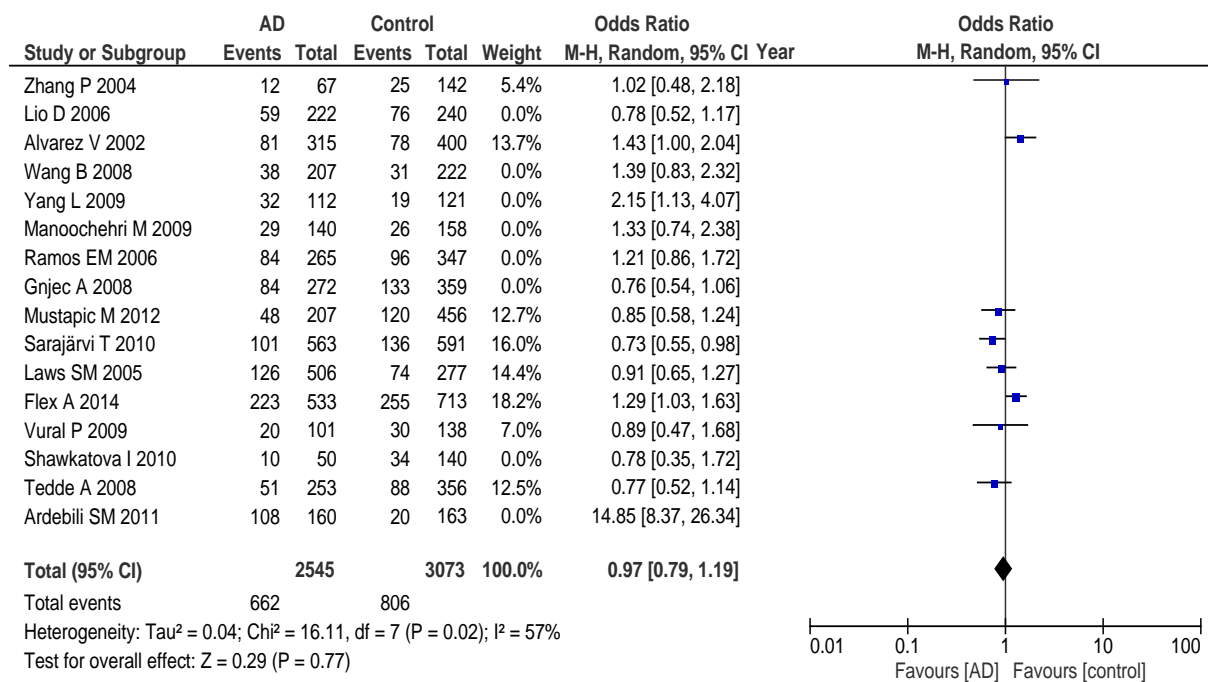 AD Control Odds Ratio Odds Ratio
Study or Subgroup Events Total Events Total Weight M-H, Random, 95% CI Year M-H, Random, 95% CI
Zhang P 2004 12 67 25 142 5.4% 1.02 [0.48, 2.18]
Lio D 2006 59 222 76 240 0.0% 0.78 [0.52, 1.17]
Alvarez V 2002 81 315 78 400 13.7% 1.43 [1.00, 2.04]
Wang B 2008 38 207 31 222 0.0% 1.39 [0.83, 2.32]
Yang L 2009 32 112 19 121 0.0% 2.15 [1.13, 4.07]
Manoochehri M 2009 29 140 26 158 0.0% 1.33 [0.74, 2.38]
Ramos EM 2006 84 265 96 347 0.0% 1.21 [0.86, 1.72]
Gnjec A 2008 84 272 133 359 0.0% 0.76 [0.54, 1.06]
Mustapic M 2012 48 207 120 456 12.7% 0.85 [0.58, 1.24]
Sarajärvi T 2010 101 563 136 591 16.0% 0.73 [0.55, 0.98]
Laws SM 2005 126 506 74 277 14.4% 0.91 [0.65, 1.27]
Flex A 2014 223 533 255 713 18.2% 1.29 [1.03, 1.63]
Vural P 2009 20 101 30 138 7.0% 0.89 [0.47, 1.68]
Shawkatova I 2010 10 50 34 140 0.0% 0.78 [0.35, 1.72]
Tedde A 2008 51 253 88 356 12.5% 0.77 [0.52, 1.14]
Ardebili SM 2011 108 160 20 163 0.0% 14.85 [8.37, 26.34]
Total (95% CI) 2545 3073 100.0% 0.97 [0.79, 1.19]
Total events 662 806
Heterogeneity: Tau² = 0.04; Chi² = 16.11, df = 7 (P = 0.02); I² = 57%
Test for overall effect: Z = 0.29 (P = 0.77)
0.01 0.1 1 10 100
Favours [AD] Favours [control]